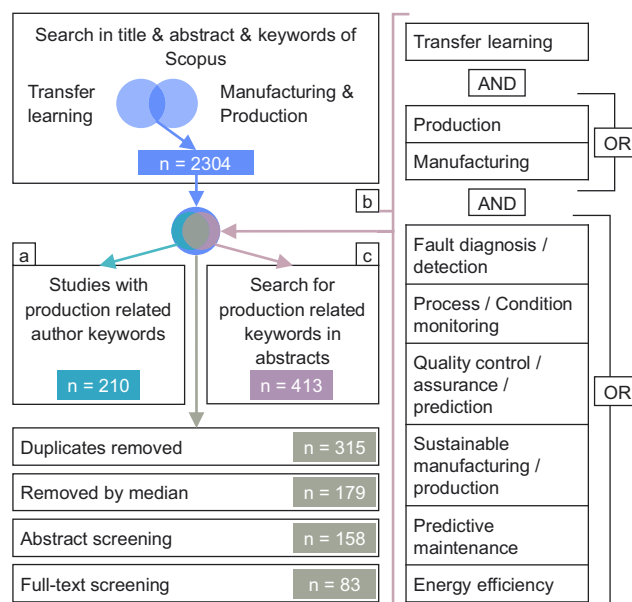 Search in title & abstract & keywords of
Scopus
Transfer
learning
Manufacturing &
Production
n = 2304
b
a
Studies with
production related
author keywords
n = 210
c
Search for
production related
keywords in
abstracts
n = 413
Duplicates removed
n = 315
Removed by median
n = 179
Abstract screening
n = 158
Full-text screening
n = 83
Transfer learning
AND
Production
Manufacturing
OR
AND
Fault diagnosis /
detection
Process / Condition
monitoring
Quality control /
assurance /
prediction
Sustainable
manufacturing /
production
Predictive
maintenance
Energy efficiency
OR